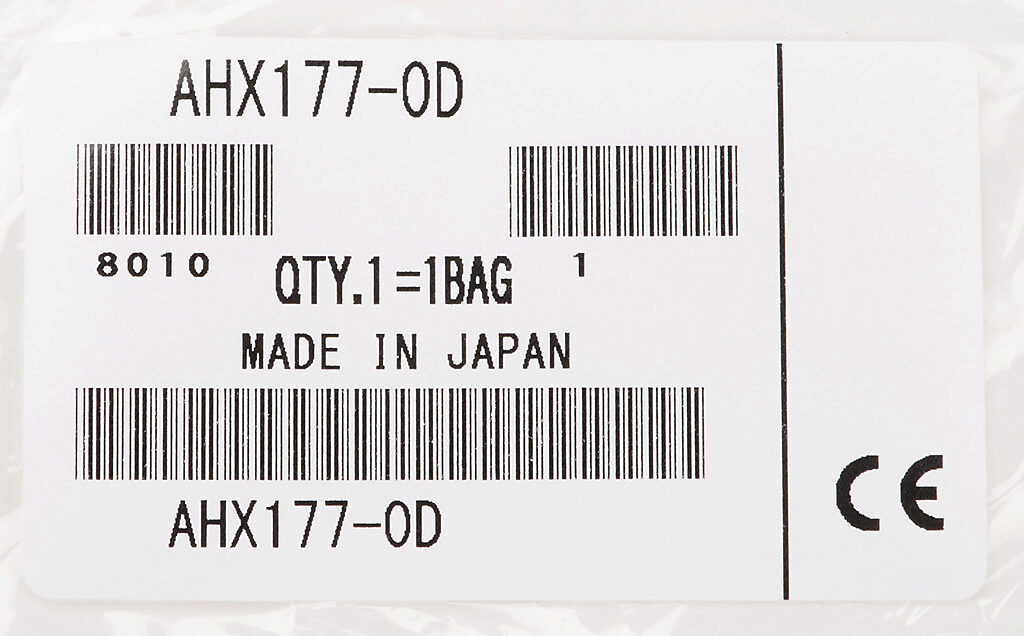 AHX177-0D
8010
QTY.1=1BAG
1
MADE IN JAPAN
AHX177-0D
CE